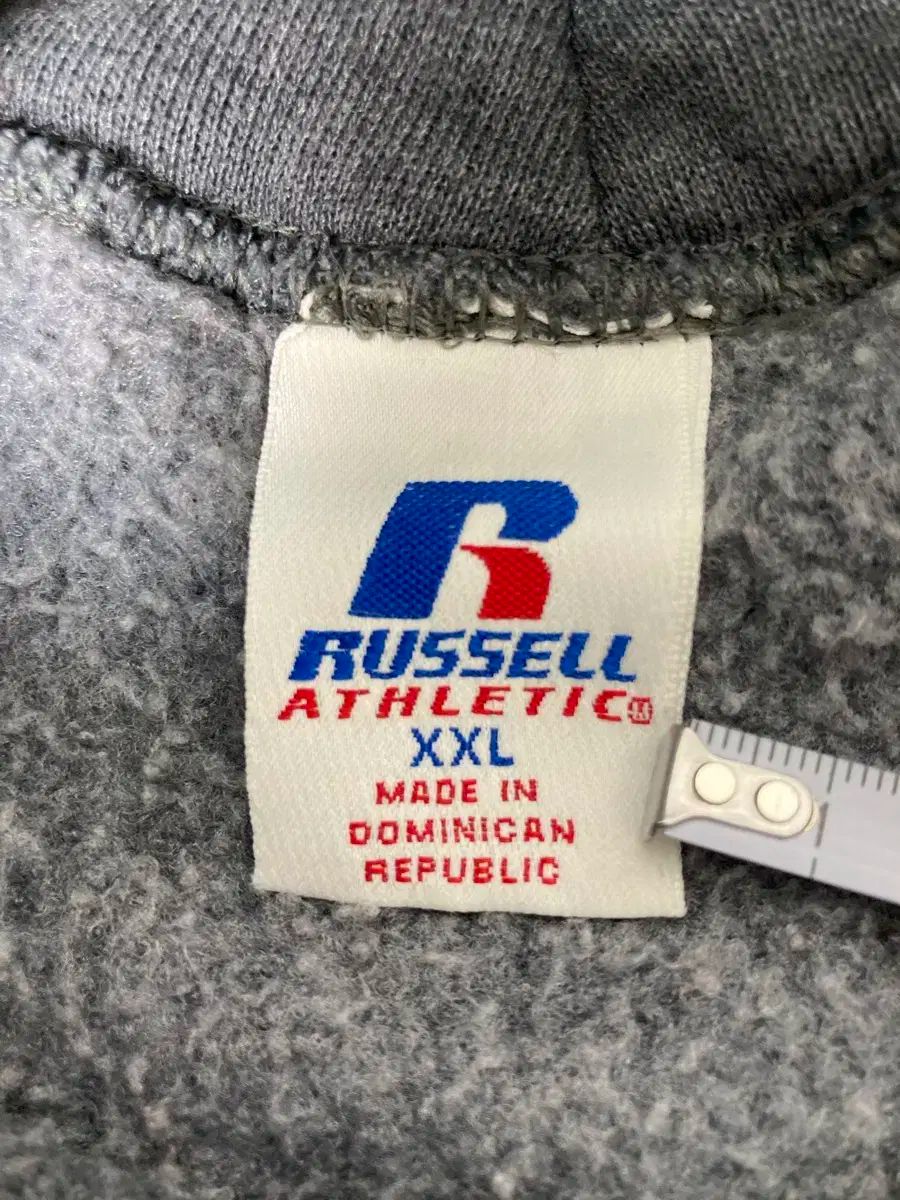 R
RUSSELL
ATHLETIC®
XXL
MADE IN
DOMINICAN
REPUBLIC